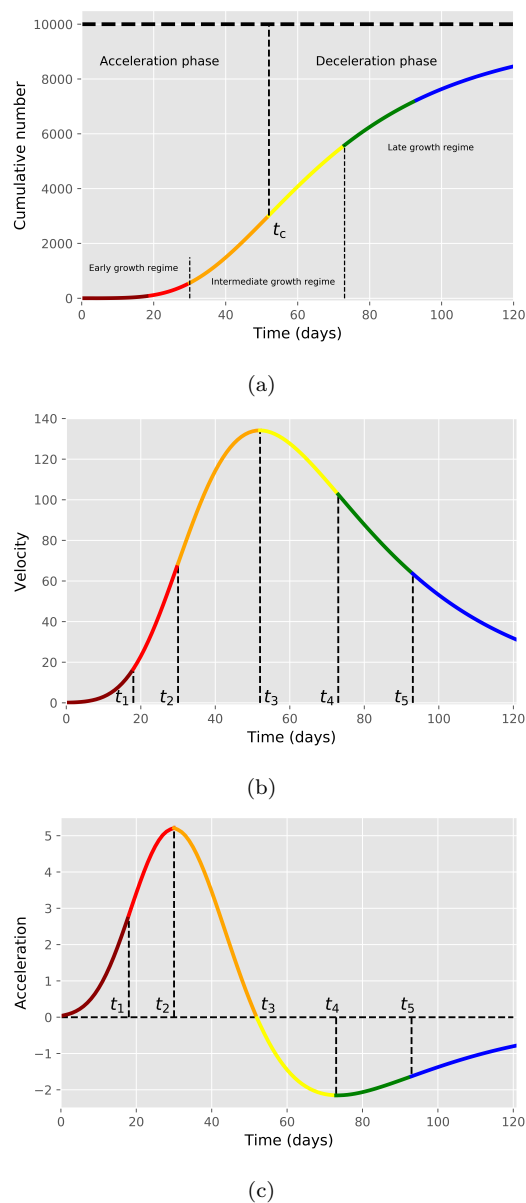 10000
Acceleration phase Deceleration phase
8000
6000
Late growth regime
4000
t_c
2000
Early growth regime
Intermediate growth regime
0
0 20 40 60 80 100 120
Cumulative number
Time (days)
(a)
140
120
100
80
60
40
20
0
t_1 t_2 t_3 t_4 t_5
0 20 40 60 80 100 120
Velocity
Time (days)
(b)
5
4
3
2
1
0
−1
−2
t_1 t_2 t_3 t_4 t_5
0 20 40 60 80 100 120
Acceleration
Time (days)
(c)